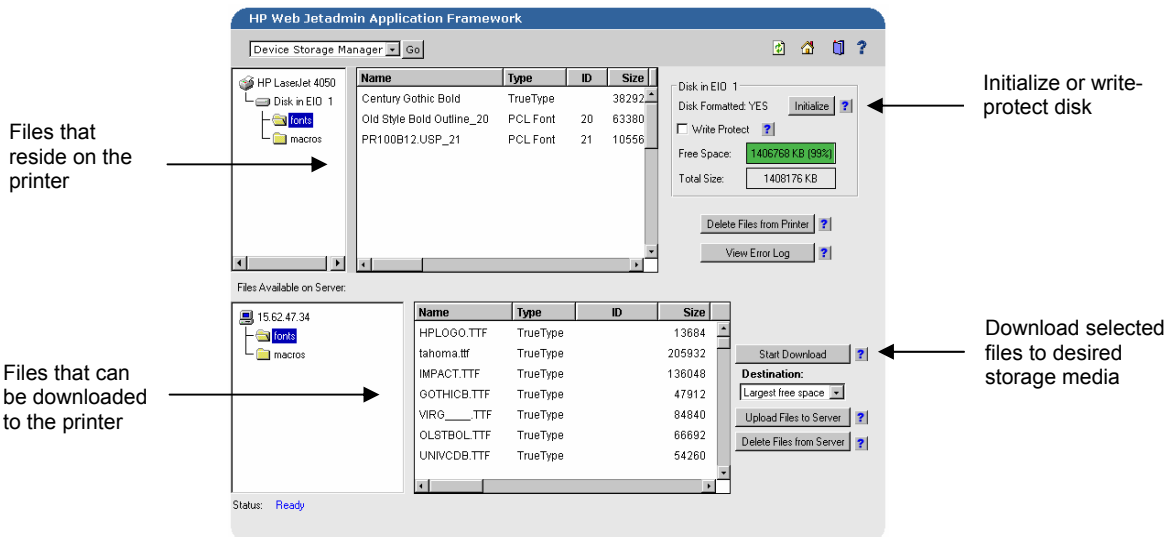 HP Web Jetadmin Application Framework
Device Storage Manager Go
?
HP LaserJet 4050
Disk in EIO 1
fonts
macros
Name Type ID Size
Century Gothic Bold TrueType 38292
Old Style Bold Outline_20 PCL Font 20 63380
PR100B12.USP_21 PCL Font 21 10556
Disk in EIO 1
Disk Formatted: YES Initialize ?
Write Protect ?
Free Space: 1406768 KB (99%)
Total Size: 1408176 KB
Delete Files from Printer ?
View Error Log ?
Initialize or write-
protect disk
Files that
reside on the
printer
Files Available on Server:
15.62.47.34
fonts
macros
Name Type ID Size
HPLOGO.TTF TrueType 13684
tahoma.ttf TrueType 205932
IMPACT.TTF TrueType 136048
GOTHICB.TTF TrueType 47912
VIRG____.TTF TrueType 84840
OLSTBOL.TTF TrueType 66692
UNIVCDB.TTF TrueType 54260
Start Download ?
Destination:
Largest free space
Upload Files to Server ?
Delete Files from Server ?
Download selected
files to desired
storage media
Files that can
be downloaded
to the printer
Status: Ready